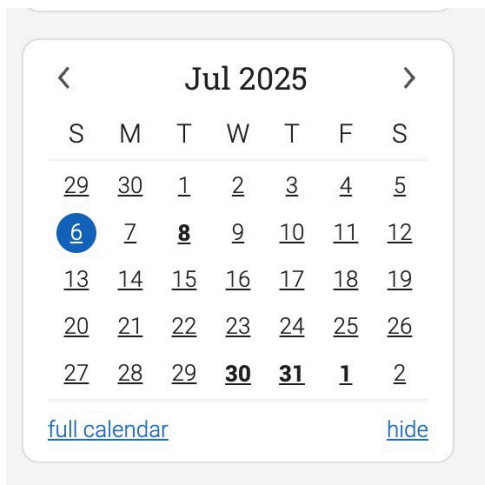 Jul 2025
S M T W T F S
29 30 1 2 3 4 5
6 7 8 9 10 11 12
13 14 15 16 17 18 19
20 21 22 23 24 25 26
27 28 29 30 31 1 2
full calendar hide